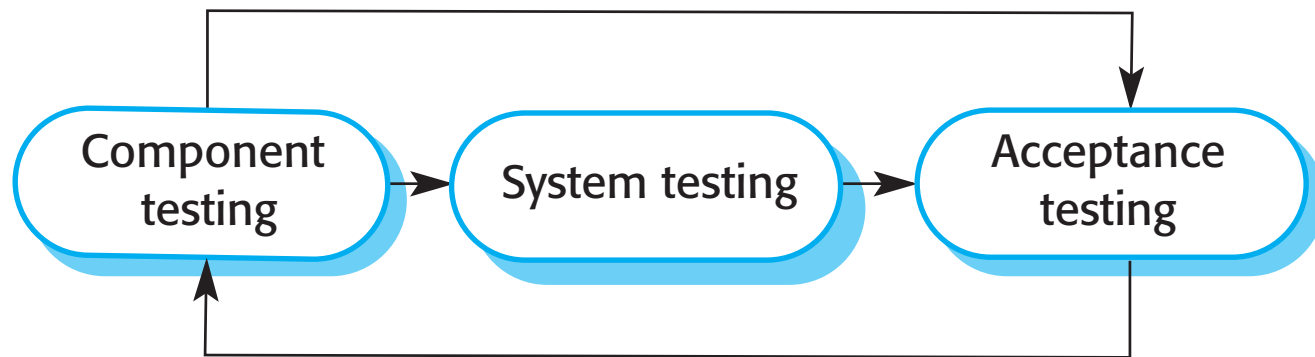 Component
testing
System testing
Acceptance
testing